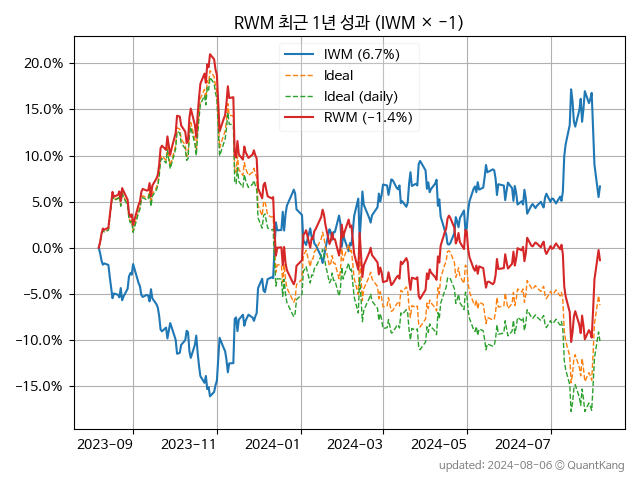 RWM 최근 1년 성과 (IWM × −1)
IWM (6.7%)
Ideal
Ideal (daily)
RWM (−1.4%)
20.0%
15.0%
10.0%
5.0%
0.0%
−5.0%
−10.0%
−15.0%
2023-09 2023-11 2024-01 2024-03 2024-05 2024-07
updated: 2024-08-06 © QuantKang